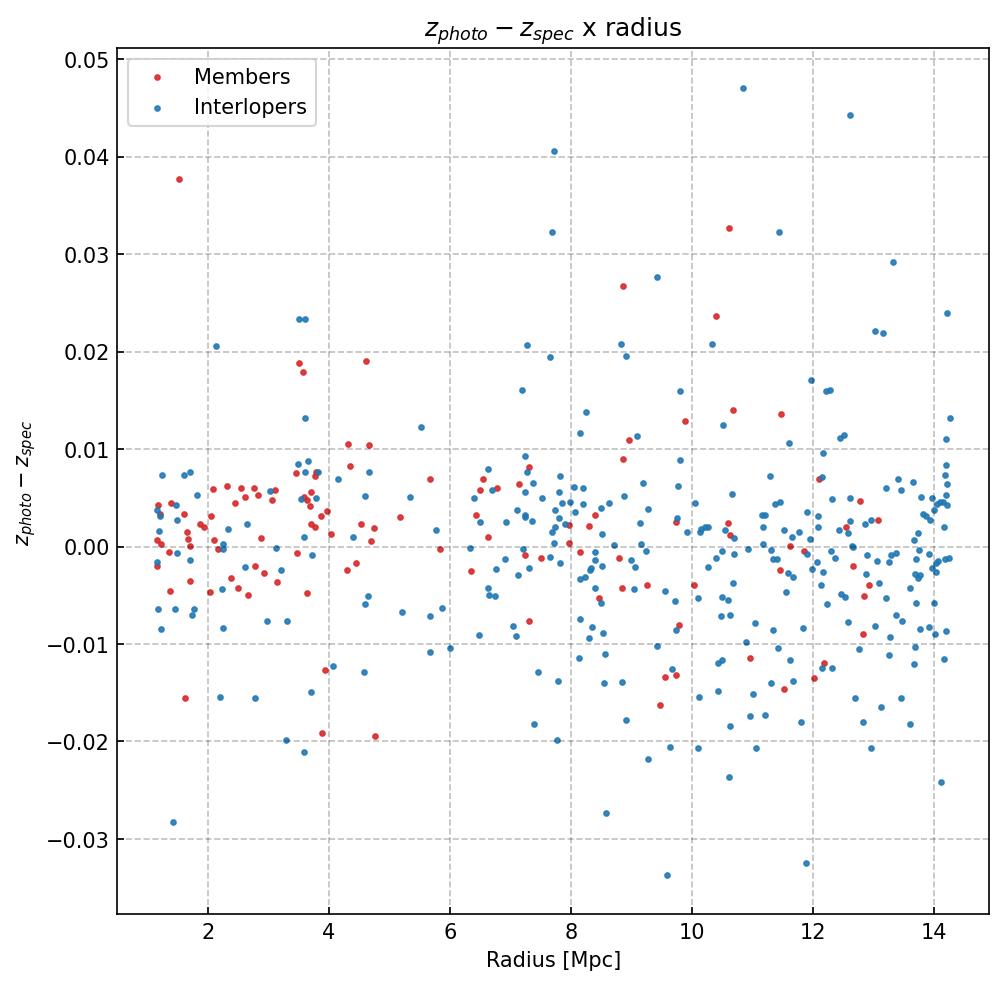 z_photo − z_spec x radius
Members
Interlopers
0.05
0.04
0.03
0.02
0.01
0.00
−0.01
−0.02
−0.03
z_photo − z_spec
2 4 6 8 10 12 14
Radius [Mpc]